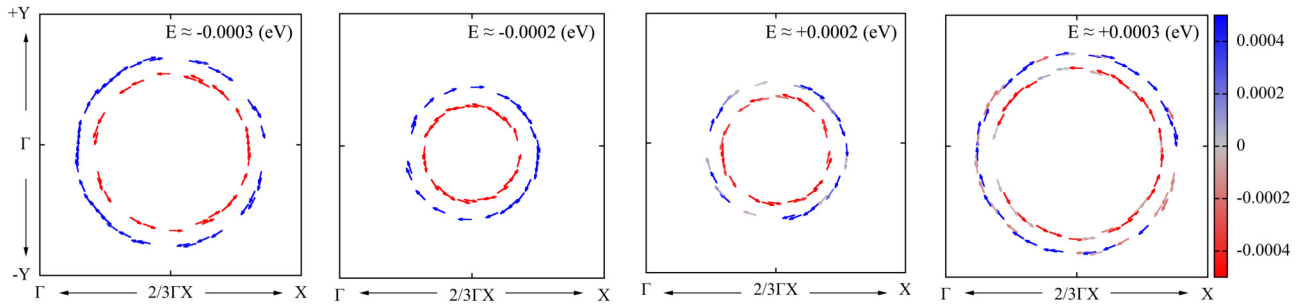 +Y
Γ
-Y
E ≈ -0.0003 (eV)
Γ 2/3ΓX X
E ≈ -0.0002 (eV)
Γ 2/3ΓX X
E ≈ +0.0002 (eV)
Γ 2/3ΓX X
E ≈ +0.0003 (eV)
Γ 2/3ΓX X
0.0004
0.0002
0
-0.0002
-0.0004